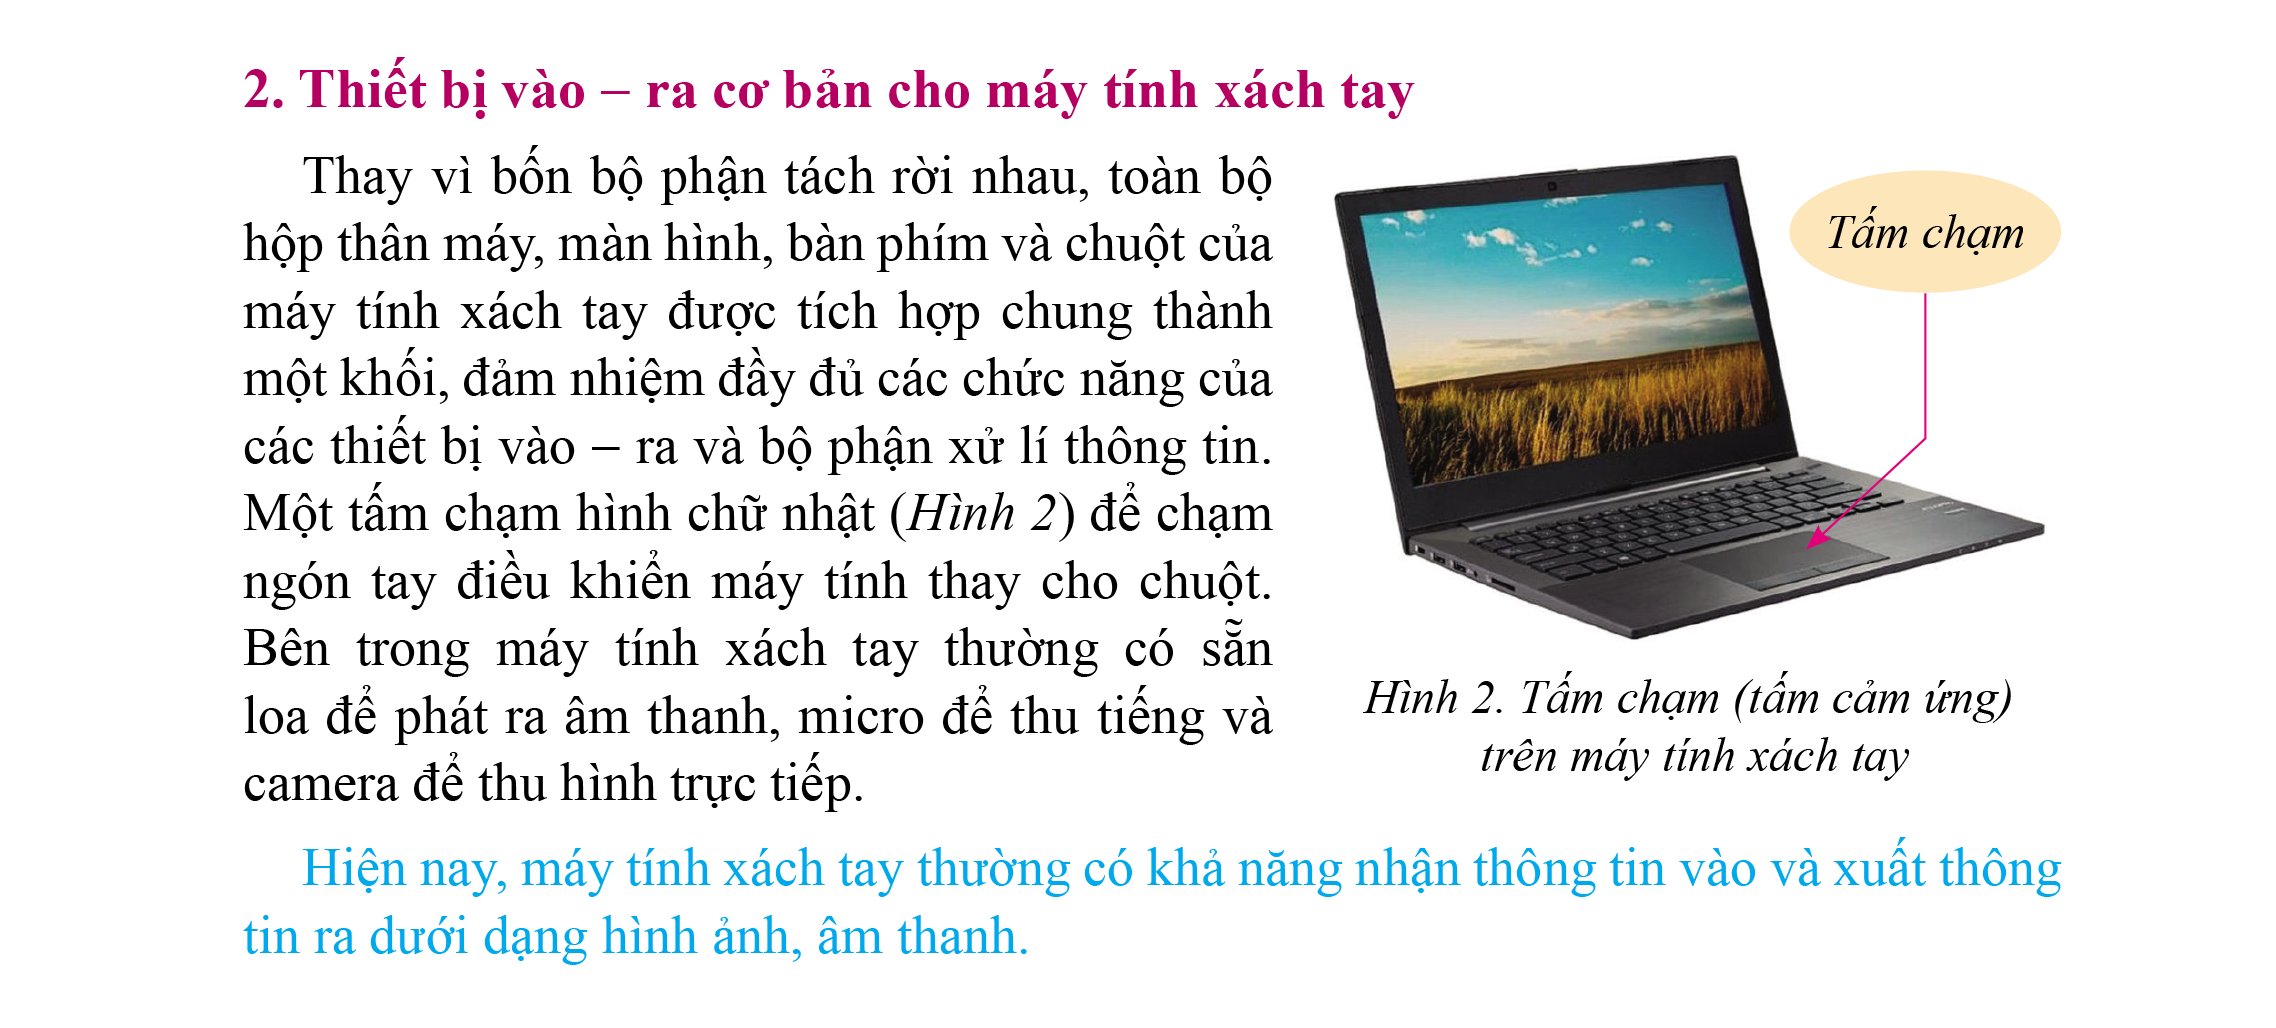 2. Thiết bị vào – ra cơ bản cho máy tính xách tay
Thay vì bốn bộ phận tách rời nhau, toàn bộ
hộp thân máy, màn hình, bàn phím và chuột của
máy tính xách tay được tích hợp chung thành
một khối, đảm nhiệm đầy đủ các chức năng của
các thiết bị vào – ra và bộ phận xử lí thông tin.
Một tấm chạm hình chữ nhật (Hình 2) để chạm
ngón tay điều khiển máy tính thay cho chuột.
Bên trong máy tính xách tay thường có sẵn
loa để phát ra âm thanh, micro để thu tiếng và
camera để thu hình trực tiếp.
Tấm chạm
Hình 2. Tấm chạm (tấm cảm ứng)
trên máy tính xách tay
Hiện nay, máy tính xách tay thường có khả năng nhận thông tin vào và xuất thông
tin ra dưới dạng hình ảnh, âm thanh.